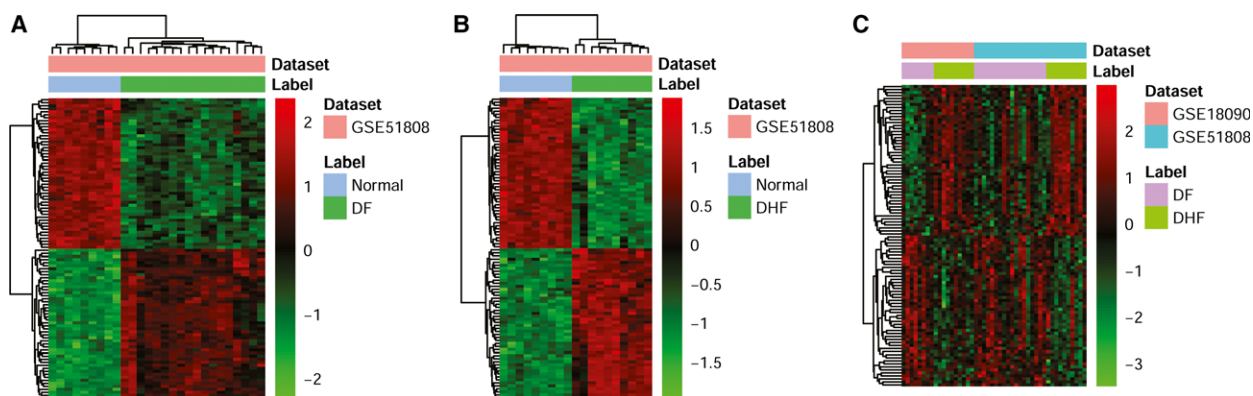 A
Dataset
Label
2
1
0
−1
−2
Dataset
GSE51808
Label
Normal
DF
B
Dataset
Label
1.5
1
0.5
0
−0.5
−1
−1.5
Dataset
GSE51808
Label
Normal
DHF
C
Dataset
Label
2
1
0
−1
−2
−3
Dataset
GSE18090
GSE51808
Label
DF
DHF